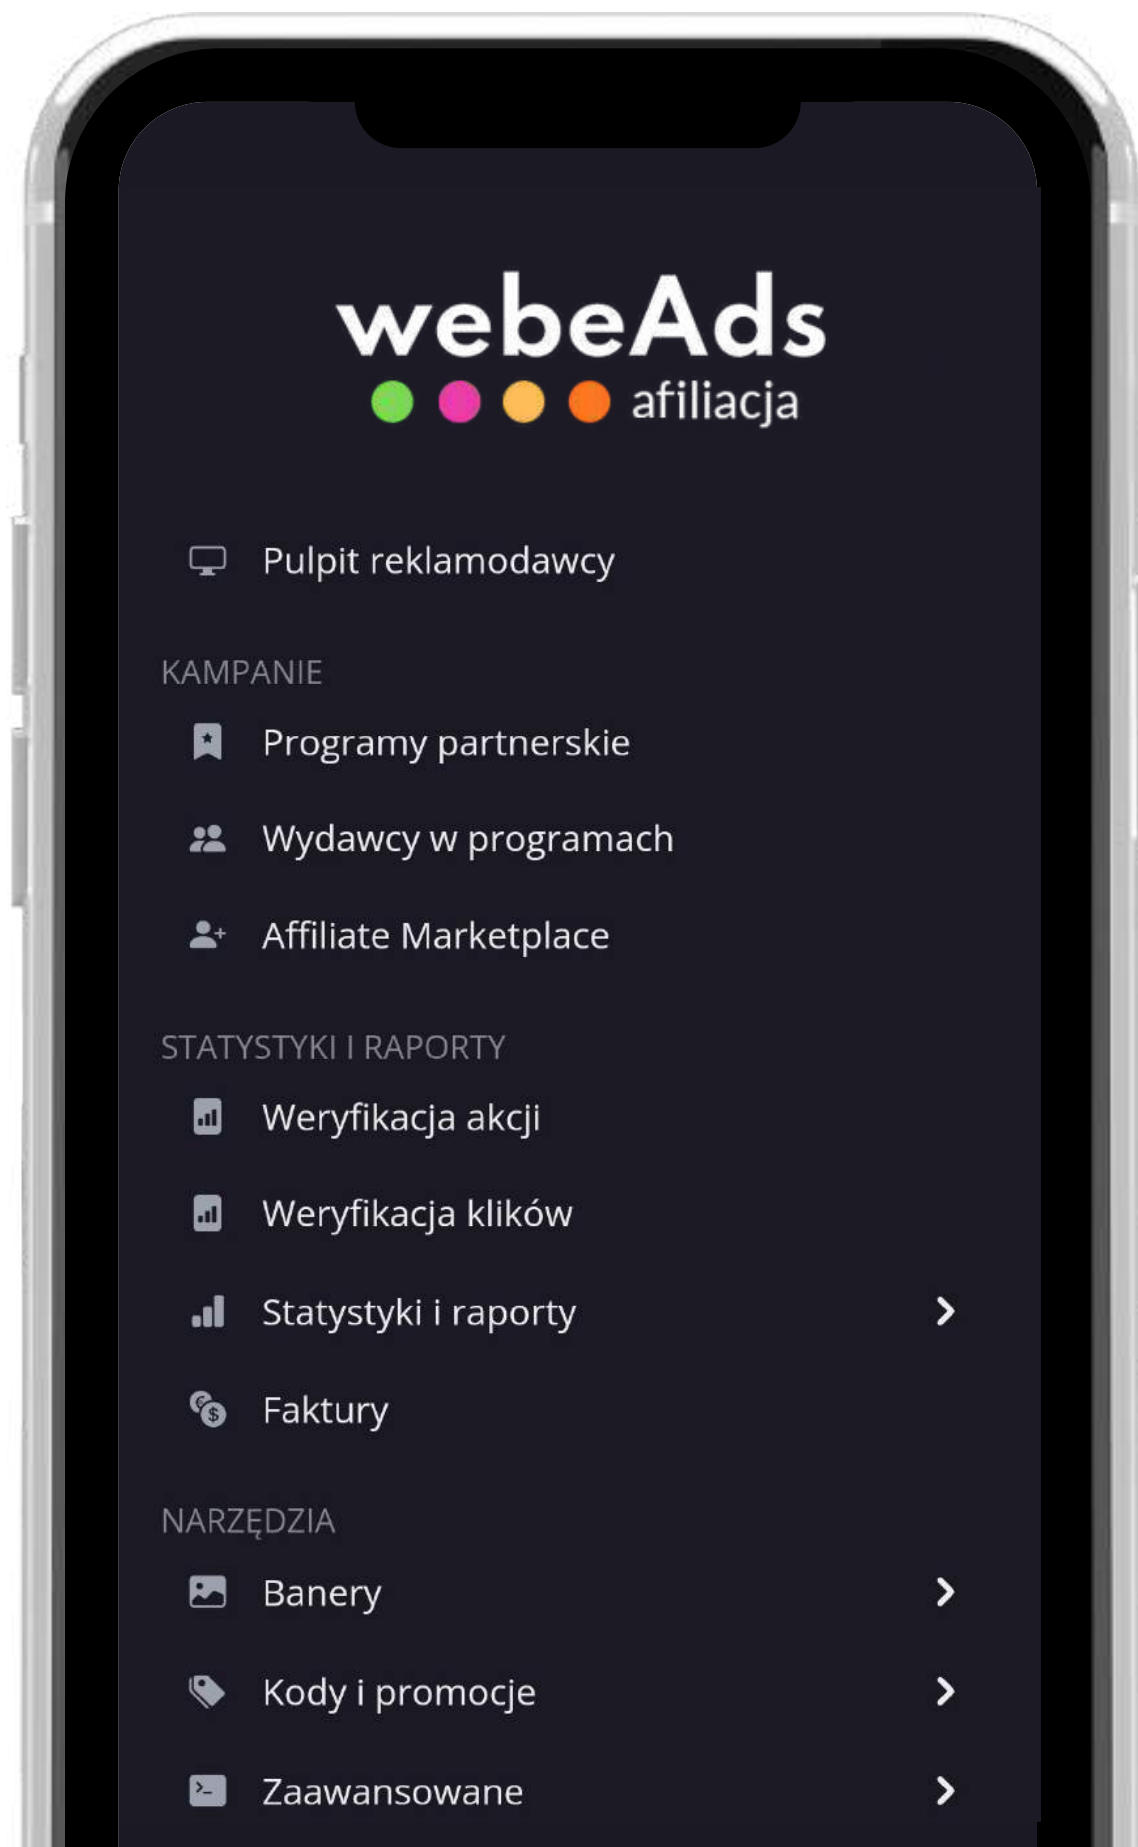 webeAds
afiliacja
Pulpit reklamodawcy
KAMPANIE
Programy partnerskie
Wydawcy w programach
Affiliate Marketplace
STATYSTYKI I RAPORTY
Weryfikacja akcji
Weryfikacja klików
Statystyki i raporty
Faktury
NARZĘDZIA
Banery
Kody i promocje
Zaawansowane